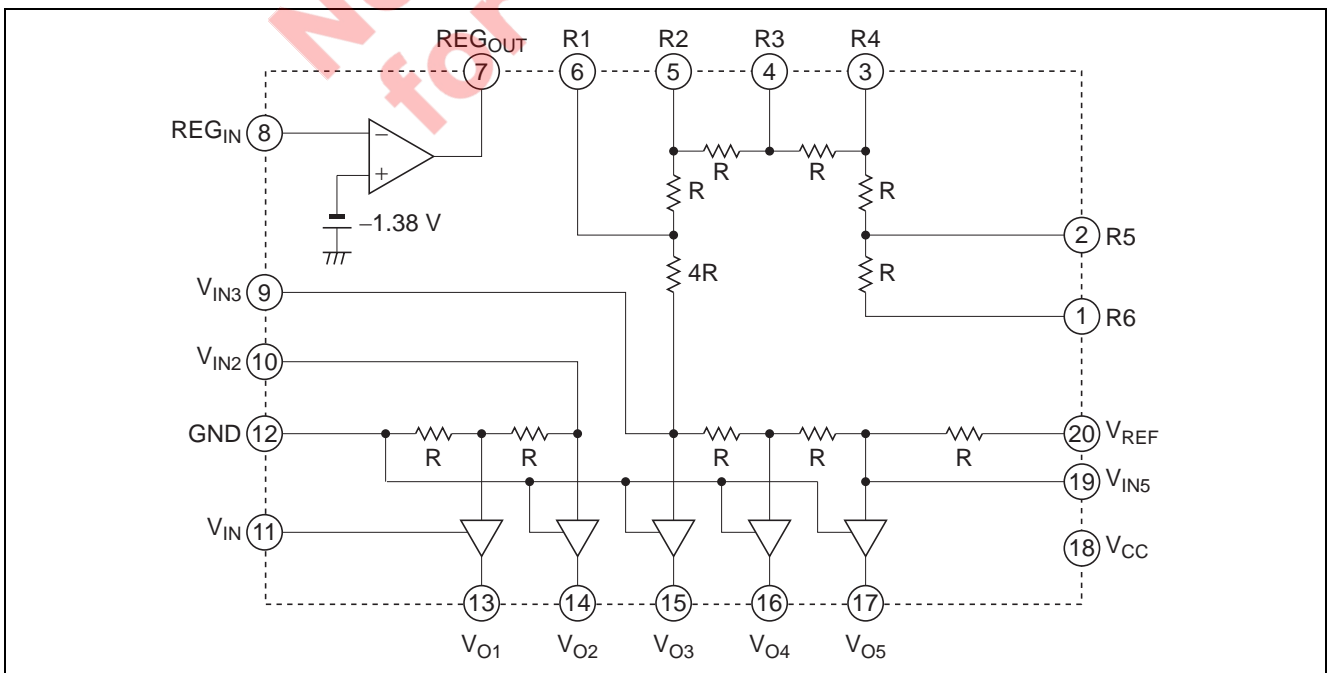 for
REGOUT R1 R2 R3 R4
7 6 5 4 3
REGIN 8
−
+
−1.38 V
R R
R R
2 R5
4R R
1 R6
VIN3 9
VIN2 10
GND 12
R R R R R
20 VREF
19 VIN5
VIN 11
18 VCC
13 14 15 16 17
VO1 VO2 VO3 VO4 VO5